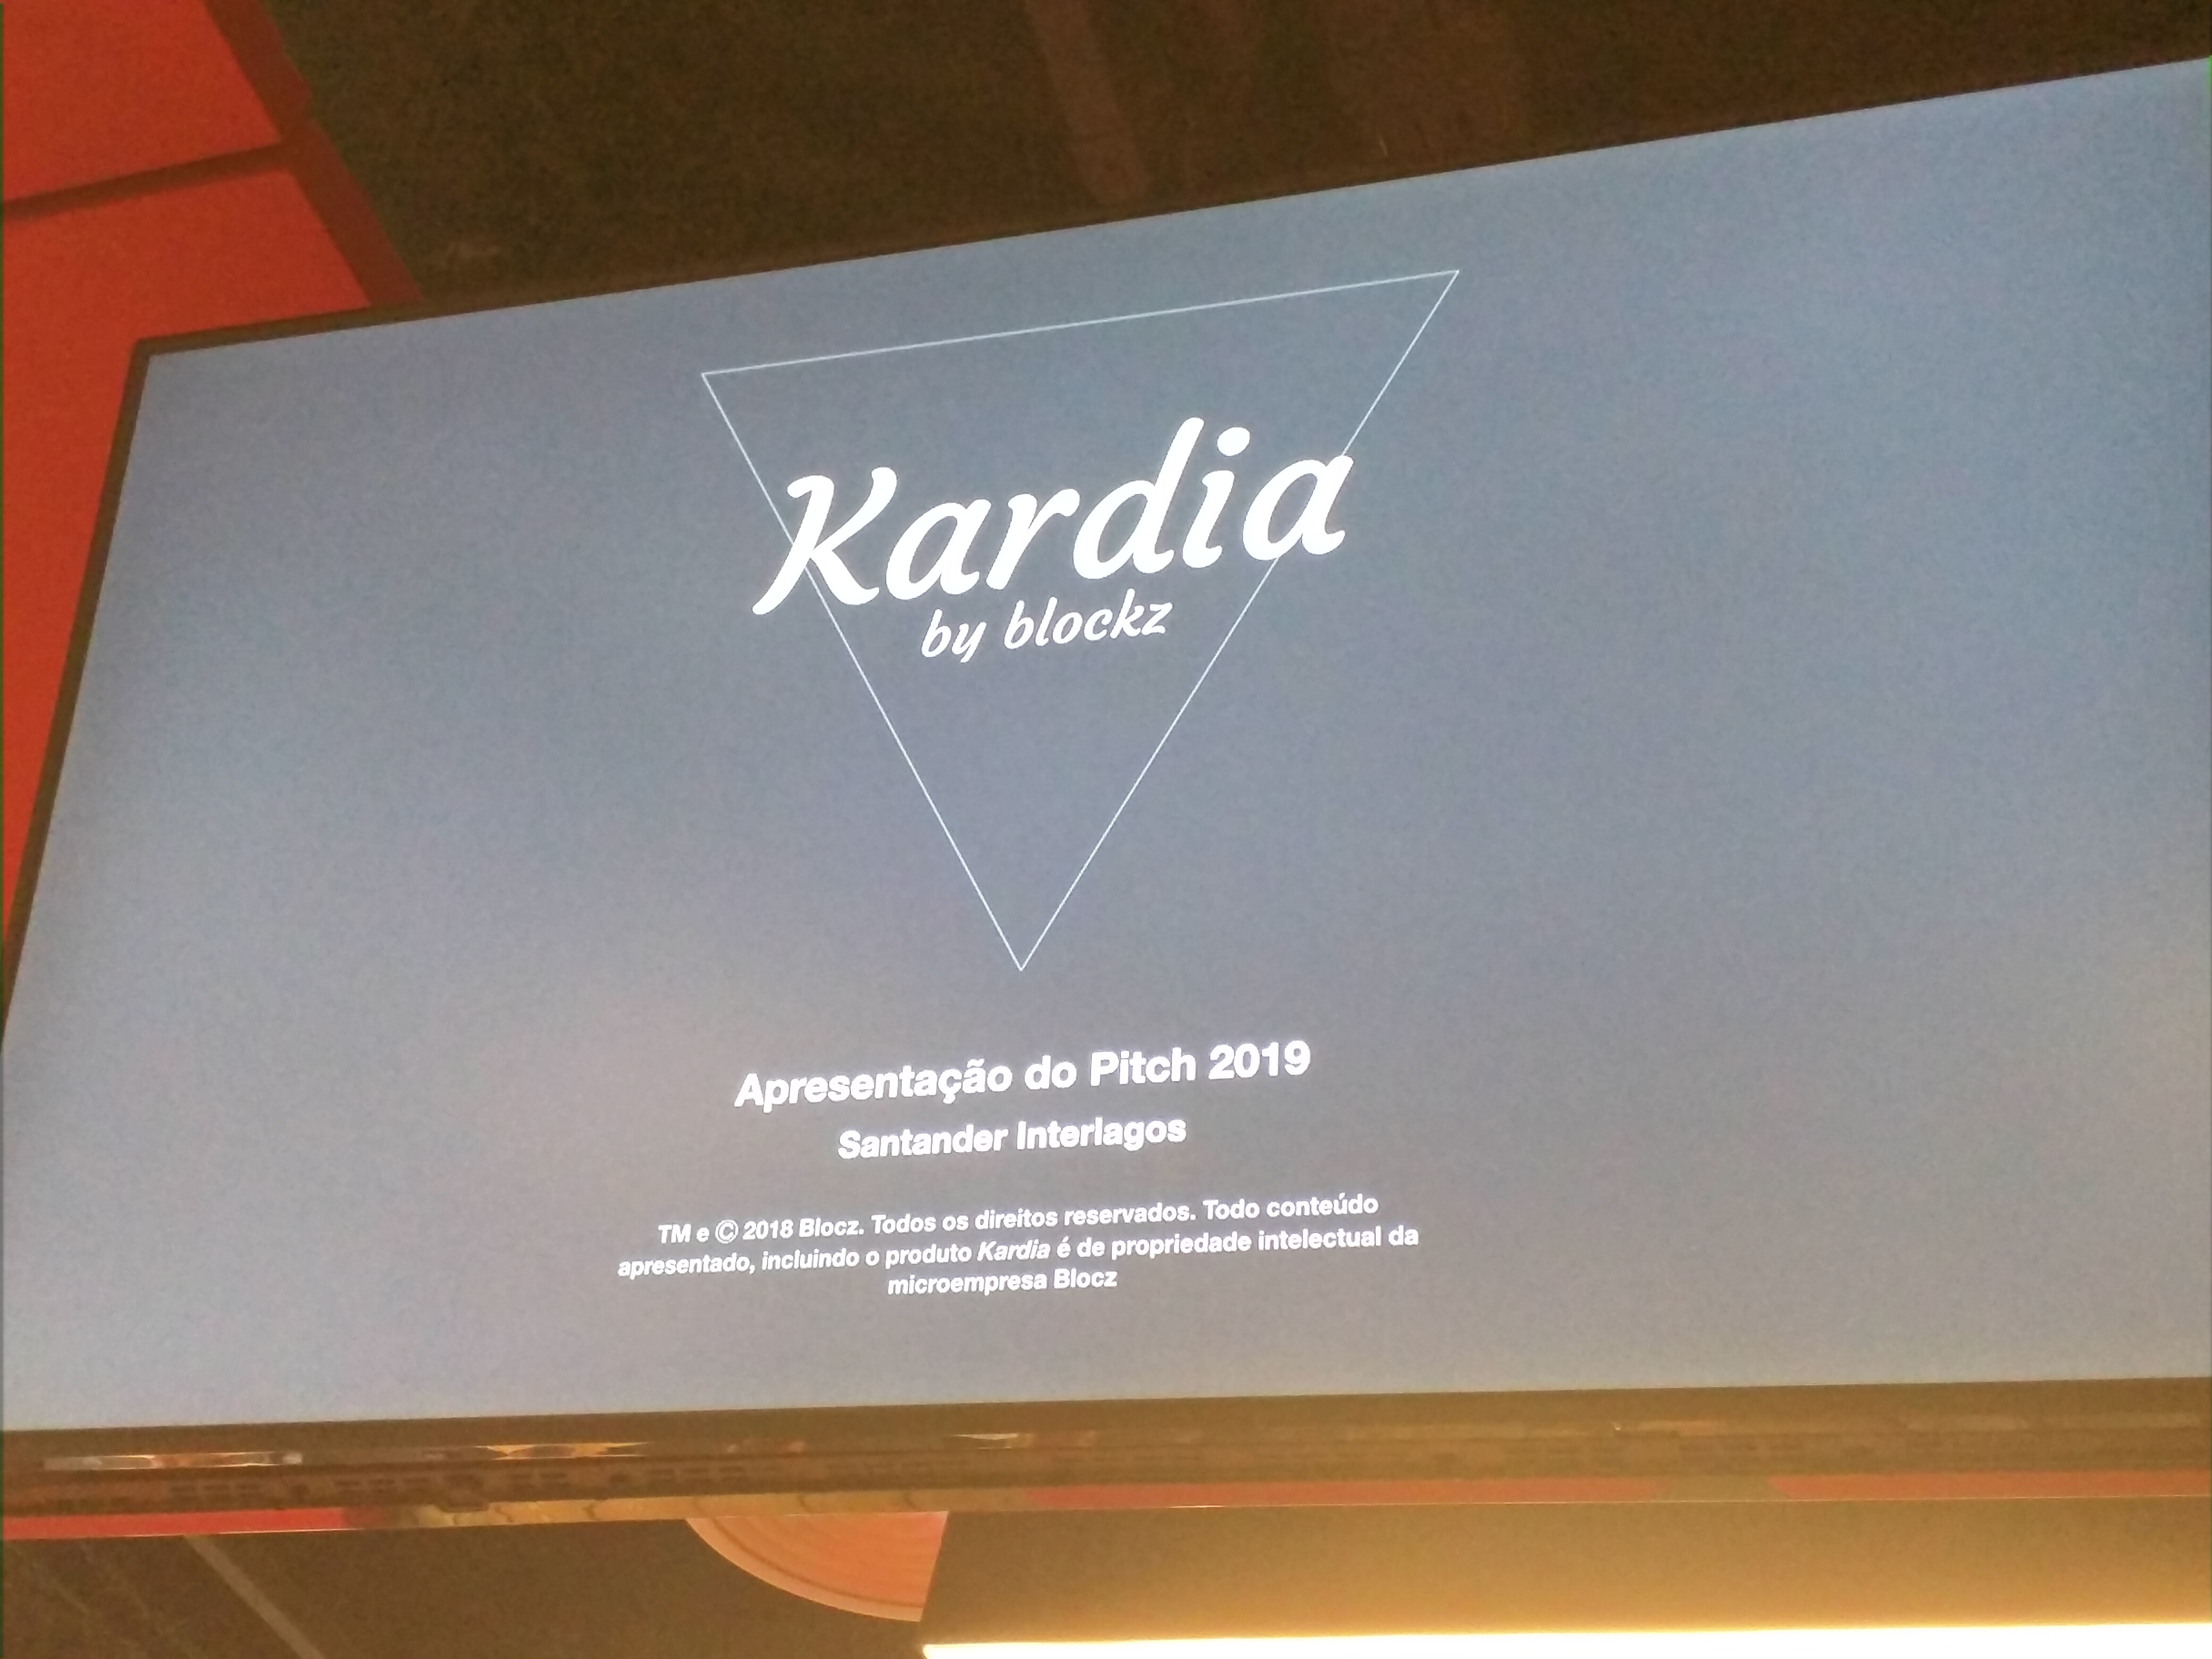 Kardia
by blockz
Apresentação do Pitch 2019
Santander Interlagos
TM e © 2018 Blocz. Todos os direitos reservados. Todo conteúdo
apresentado, incluindo o produto Kardia é de propriedade intelectual da
microempresa Blocz